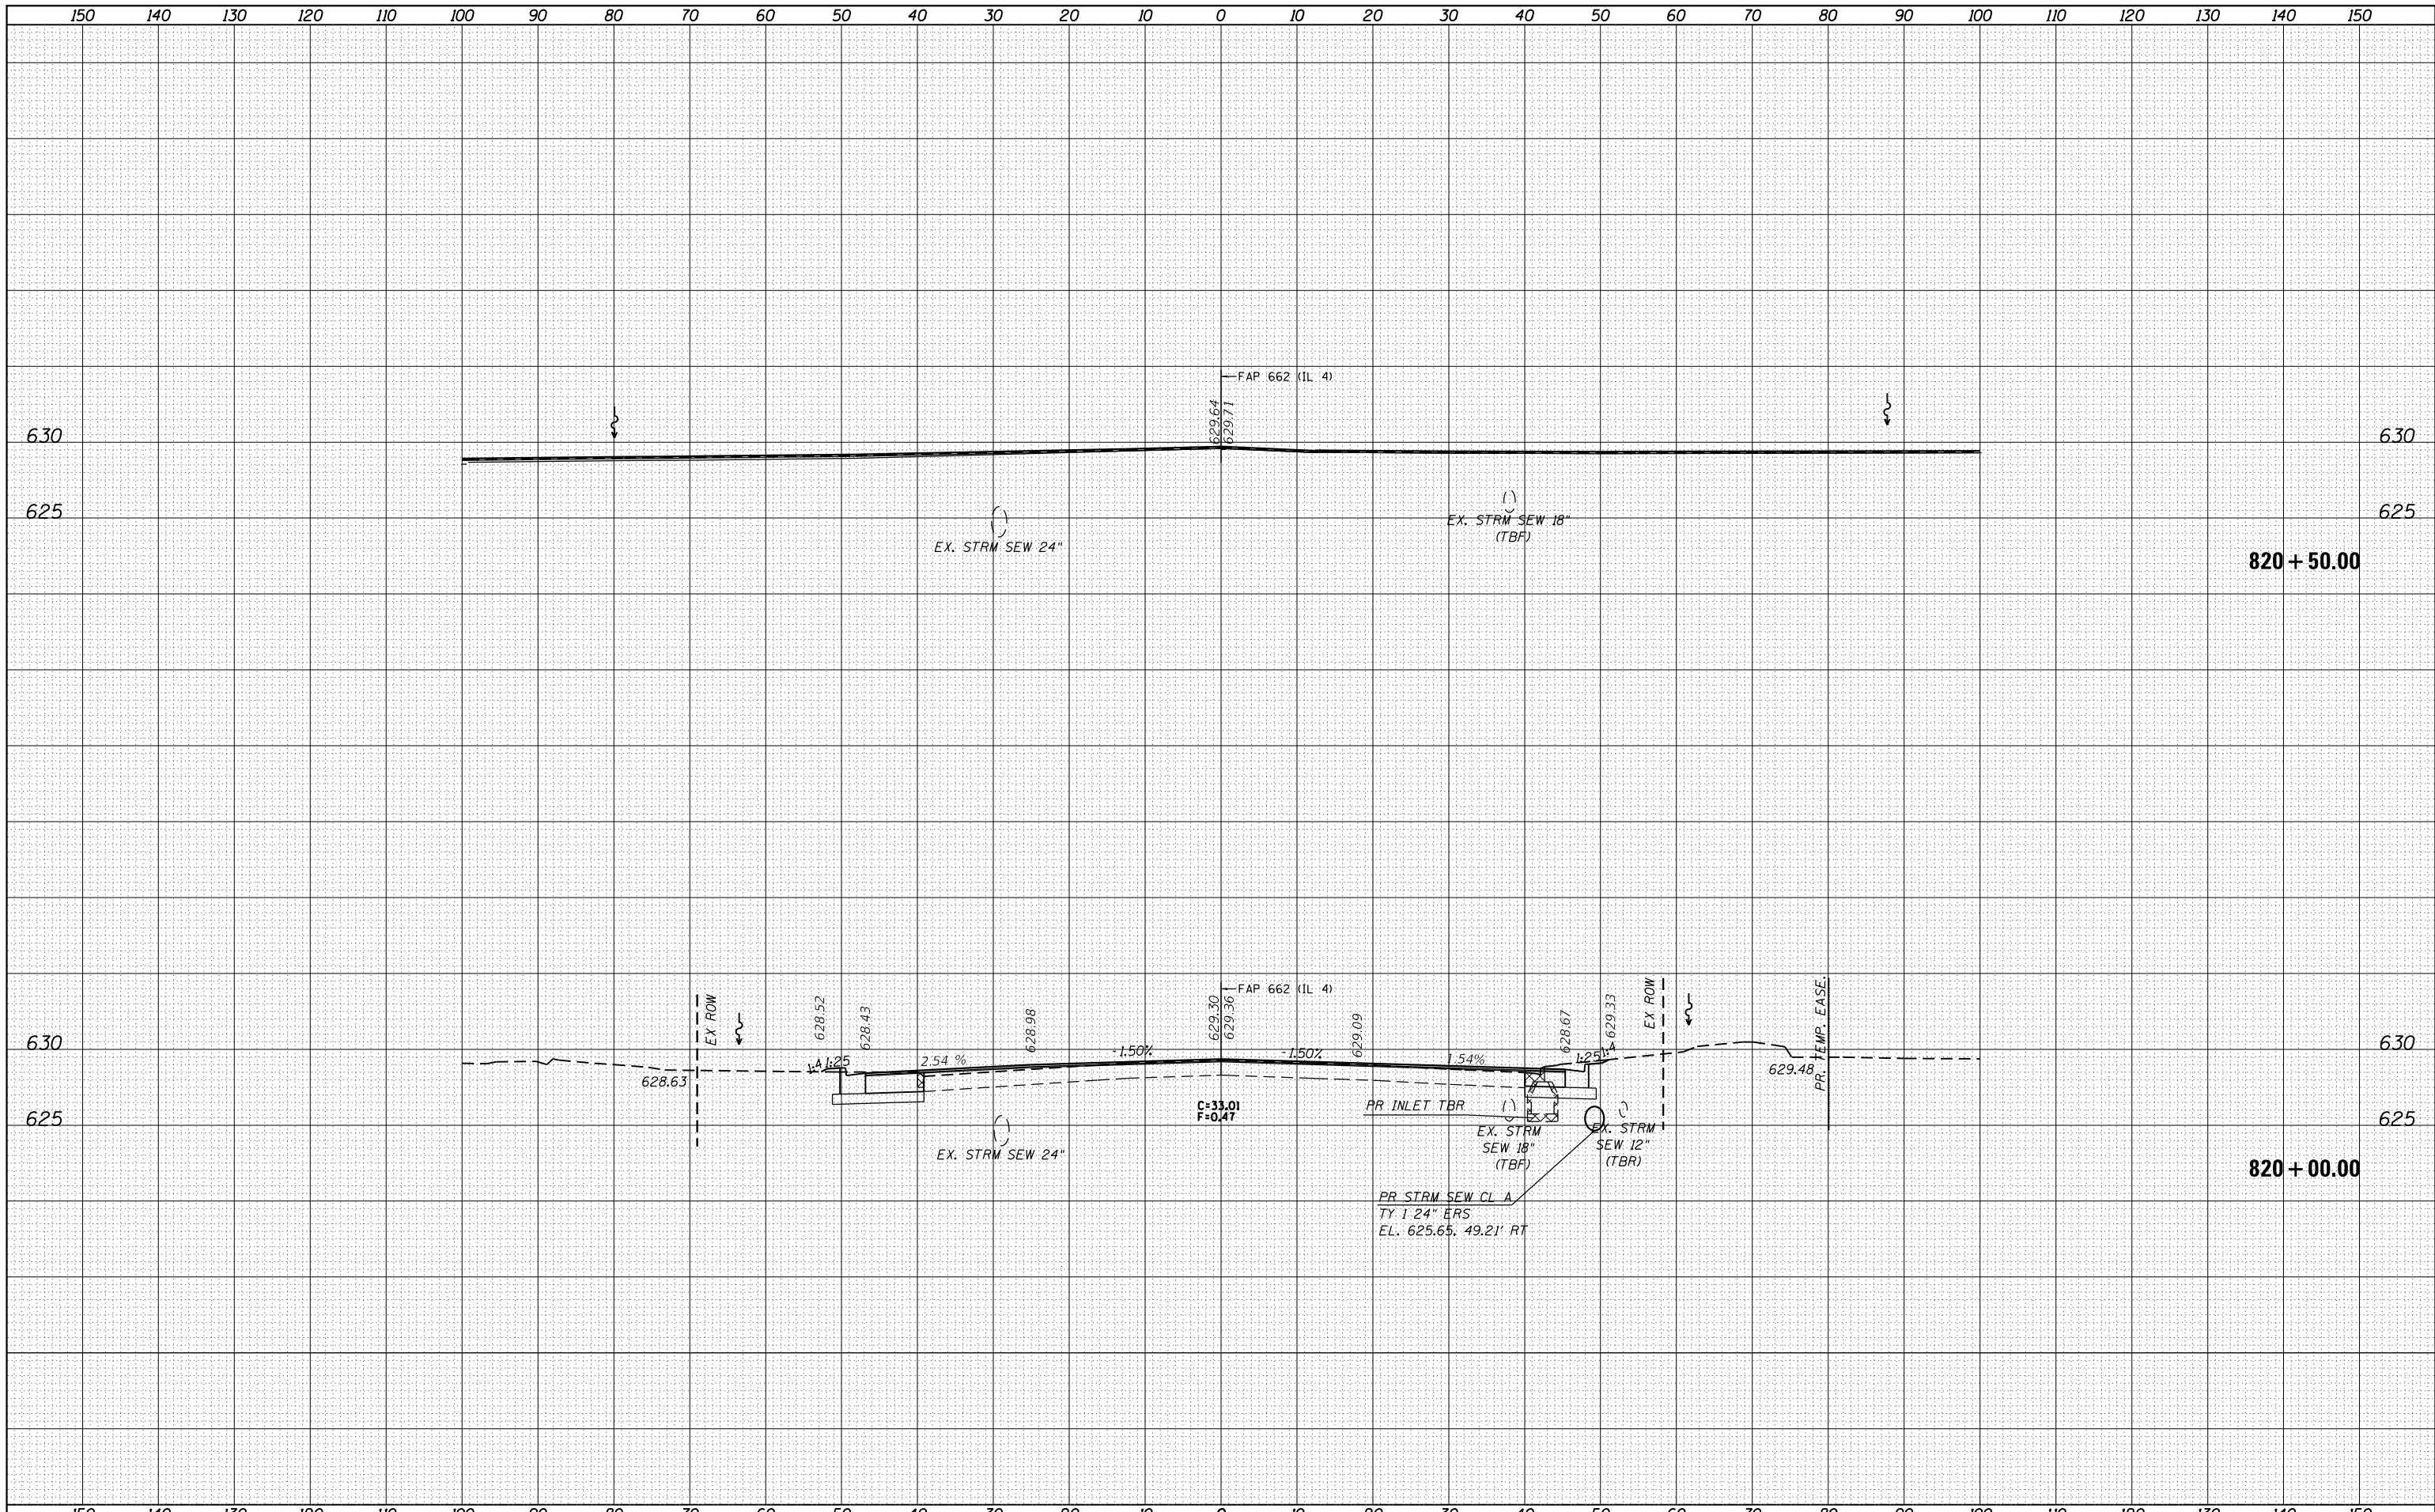 150 140 130 120 110 100 90 80 70 60 50 40 30 20 10 0 10 20 30 40 50 60 70 80 90 100 110 120 130 140 150
FAP 662 (IL 4)
629.64
629.71
630
630
625
625
EX. STRM SEW 24"
EX. STRM SEW 18"
(TBF)
820+50.00
FAP 662 (IL 4)
EX ROW
628.52
628.43
628.98
629.30
629.36
629.09
628.67
629.33
EX ROW
PR. TEMP. EASE.
630
630
1:4
1:25
2.54 %
-1.50%
-1.50%
1.54%
1:25
1:4
628.63
629.48
625
625
C=33.01
F=0.47
PR INLET TBR
EX. STRM SEW 24"
EX. STRM
SEW 18"
(TBF)
EX. STRM
SEW 12"
(TBR)
820+00.00
PR STRM SEW CL A
TY 1 24" ERS
EL. 625.65, 49.21' RT